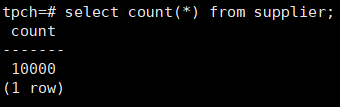 tpch=# select count(*) from supplier;
 count
-------
 10000
(1 row)